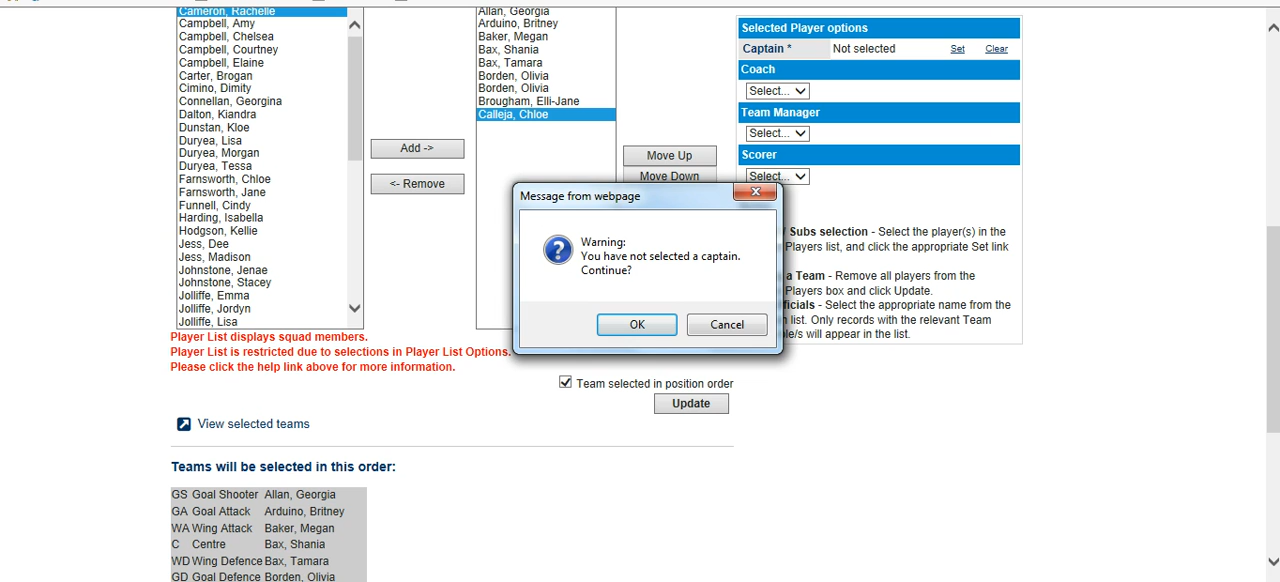 Cameron, Rachelle
Campbell, Amy
Campbell, Chelsea
Campbell, Courtney
Campbell, Elaine
Carter, Brogan
Cimino, Dimity
Connellan, Georgina
Dalton, Kiandra
Dunstan, Kloe
Duryea, Lisa
Duryea, Morgan
Duryea, Tessa
Farnsworth, Chloe
Farnsworth, Jane
Funnell, Cindy
Harding, Isabella
Hodgson, Kellie
Jess, Dee
Jess, Madison
Johnstone, Jenae
Johnstone, Stacey
Jolliffe, Emma
Jolliffe, Jordyn
Jolliffe, Lisa
Add ->
<- Remove
Allan, Georgia
Arduino, Britney
Baker, Megan
Bax, Shania
Bax, Tamara
Borden, Olivia
Borden, Olivia
Brougham, Elli-Jane
Calleja, Chloe
Move Up
Move Down
Selected Player options
Captain * Not selected Set Clear
Coach
Select...
Team Manager
Select...
Scorer
Select...
Subs selection - Select the player(s) in the
Players list, and click the appropriate Set link
a Team - Remove all players from the
Players box and click Update.
ficials - Select the appropriate name from the
list. Only records with the relevant Team
le/s will appear in the list.
Message from webpage
Warning:
You have not selected a captain.
Continue?
OK
Cancel
Player List displays squad members.
Player List is restricted due to selections in Player List Options.
Please click the help link above for more information.
Team selected in position order
Update
View selected teams
Teams will be selected in this order:
GS Goal Shooter Allan, Georgia
GA Goal Attack Arduino, Britney
WA Wing Attack Baker, Megan
C Centre Bax, Shania
WD Wing Defence Bax, Tamara
GD Goal Defence Borden, Olivia